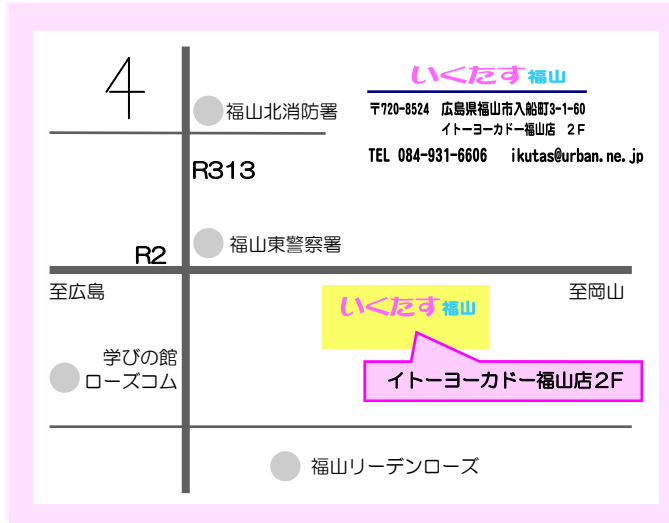 4
いくたす福山
〒720-8524 広島県福山市入船町3-1-60
イトーヨーカドー福山店 2F
TEL 084-931-6606 ikutas@urban.ne.jp
福山北消防署
R313
福山東警察署
R2
至広島
至岡山
いくたす福山
学びの館
ローズコム
イトーヨーカドー福山店2F
福山リーデンローズ